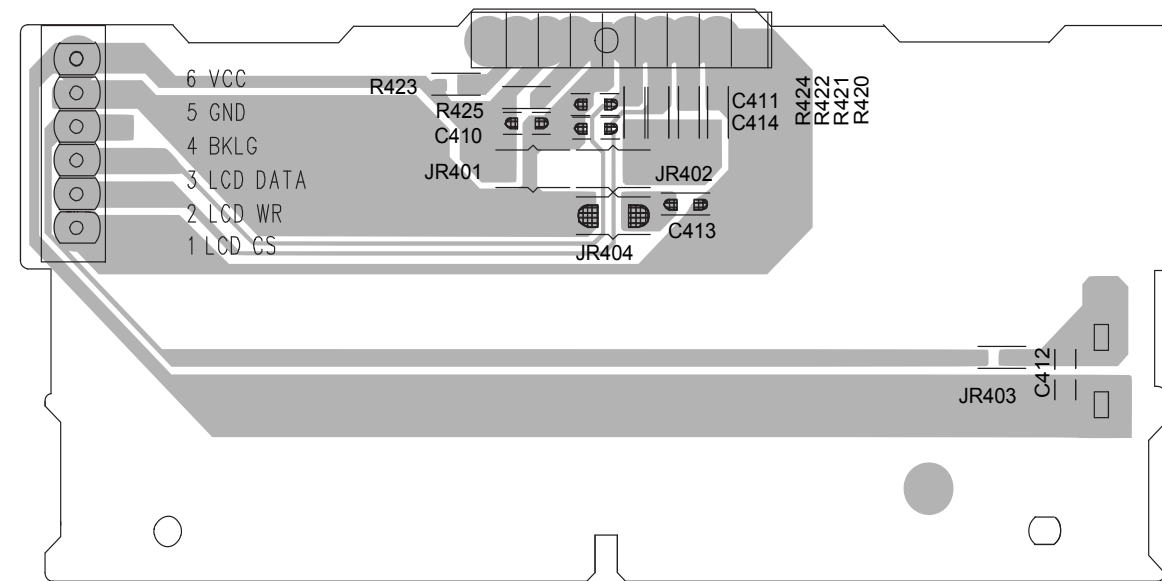 6 VCC
5 GND
4 BKLG
3 LCD DATA
2 LCD WR
1 LCD CS
R423
R425
C410
JR401
C411
C414
R424
R422
R421
R420
JR402
C413
JR404
JR403
C412